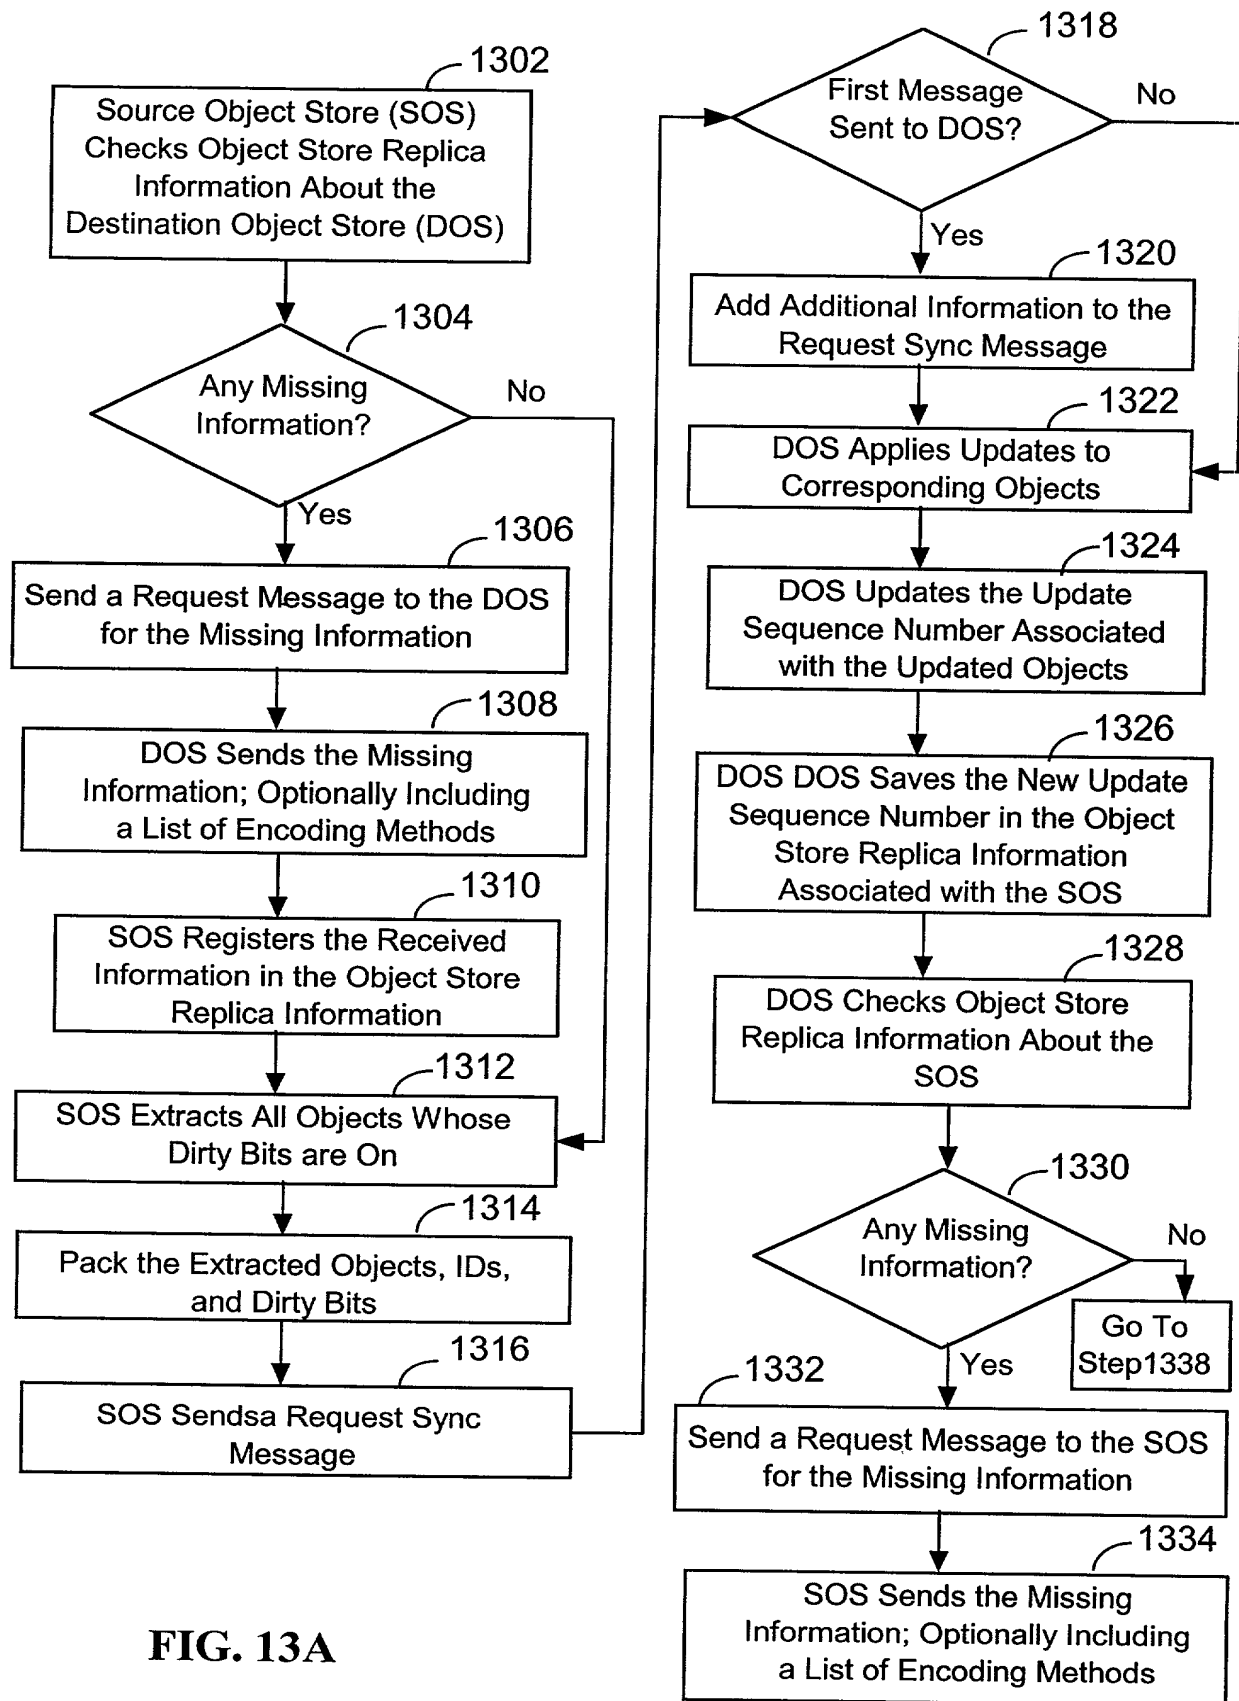 1302
Source Object Store (SOS)
Checks Object Store Replica
Information About the
Destination Object Store (DOS)
1304
Any Missing
Information?
No
Yes
1306
Send a Request Message to the DOS
for the Missing Information
1308
DOS Sends the Missing
Information; Optionally Including
a List of Encoding Methods
1310
SOS Registers the Received
Information in the Object Store
Replica Information
1312
SOS Extracts All Objects Whose
Dirty Bits are On
1314
Pack the Extracted Objects, IDs,
and Dirty Bits
1316
SOS Sendsa Request Sync
Message
1318
First Message
Sent to DOS?
No
Yes
1320
Add Additional Information to the
Request Sync Message
1322
DOS Applies Updates to
Corresponding Objects
1324
DOS Updates the Update
Sequence Number Associated
with the Updated Objects
1326
DOS DOS Saves the New Update
Sequence Number in the Object
Store Replica Information
Associated with the SOS
1328
DOS Checks Object Store
Replica Information About the
SOS
1330
Any Missing
Information?
No
Go To
Step1338
Yes
1332
Send a Request Message to the SOS
for the Missing Information
1334
SOS Sends the Missing
Information; Optionally Including
a List of Encoding Methods
FIG. 13A